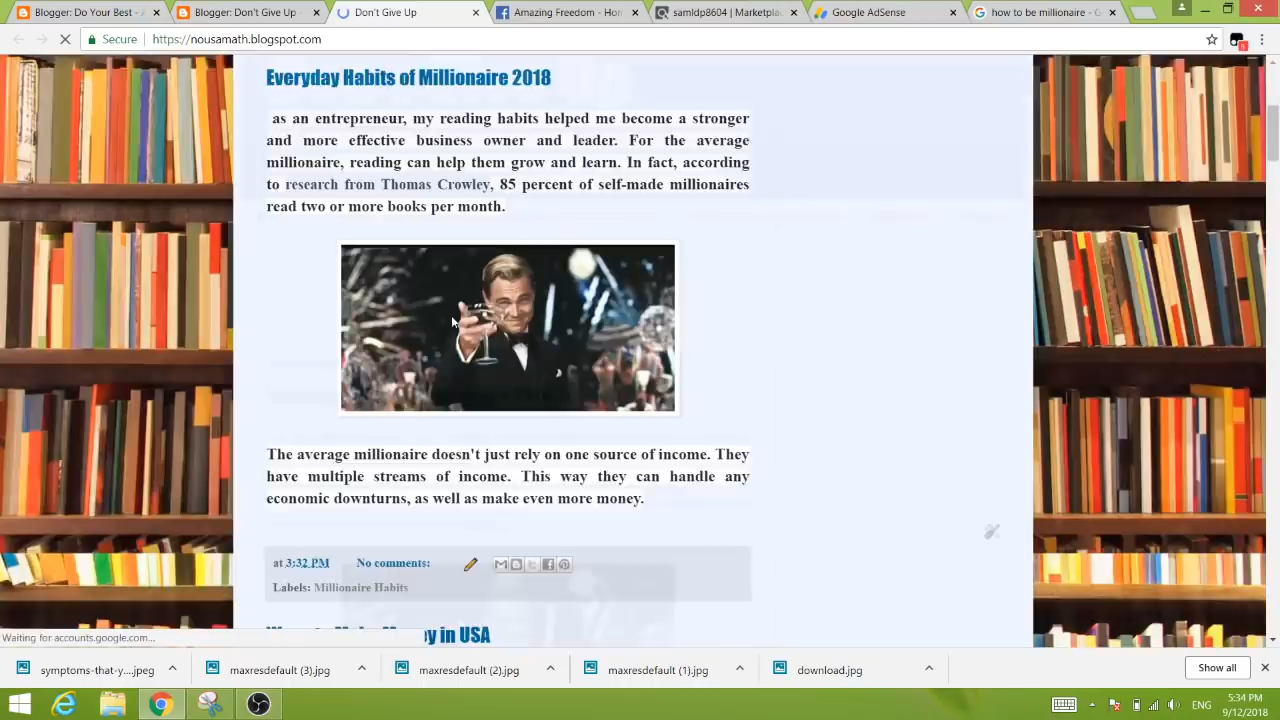 Blogger: Do Your Be
Blogger: Don't Give Up -
Don't Give Up
Amazing Freedom - Hon
samldp8604 | Marketpla
Google AdSense
how to be millionaire - G
Secure
https://nousamath.blogspot.com
Everyday Habits of Millionaire 2018
as an entrepreneur, my reading habits helped me become a stronger
and more effective business owner and leader. For the average
millionaire, reading can help them grow and learn. In fact, according
to research from Thomas Crowley, 85 percent of self-made millionaires
read two or more books per month.
The average millionaire doesn't just rely on one source of income. They
have multiple streams of income. This way they can handle any
economic downturns, as well as make even more money.
at 3:32 PM No comments:
Labels: Millionaire Habits
y in USA
Waiting for accounts.google.com...
symptoms-that-y....jpeg
maxresdefault (3).jpg
maxresdefault (2).jpg
maxresdefault (1).jpg
download.jpg
Show all
ENG
5:34 PM
9/12/2018